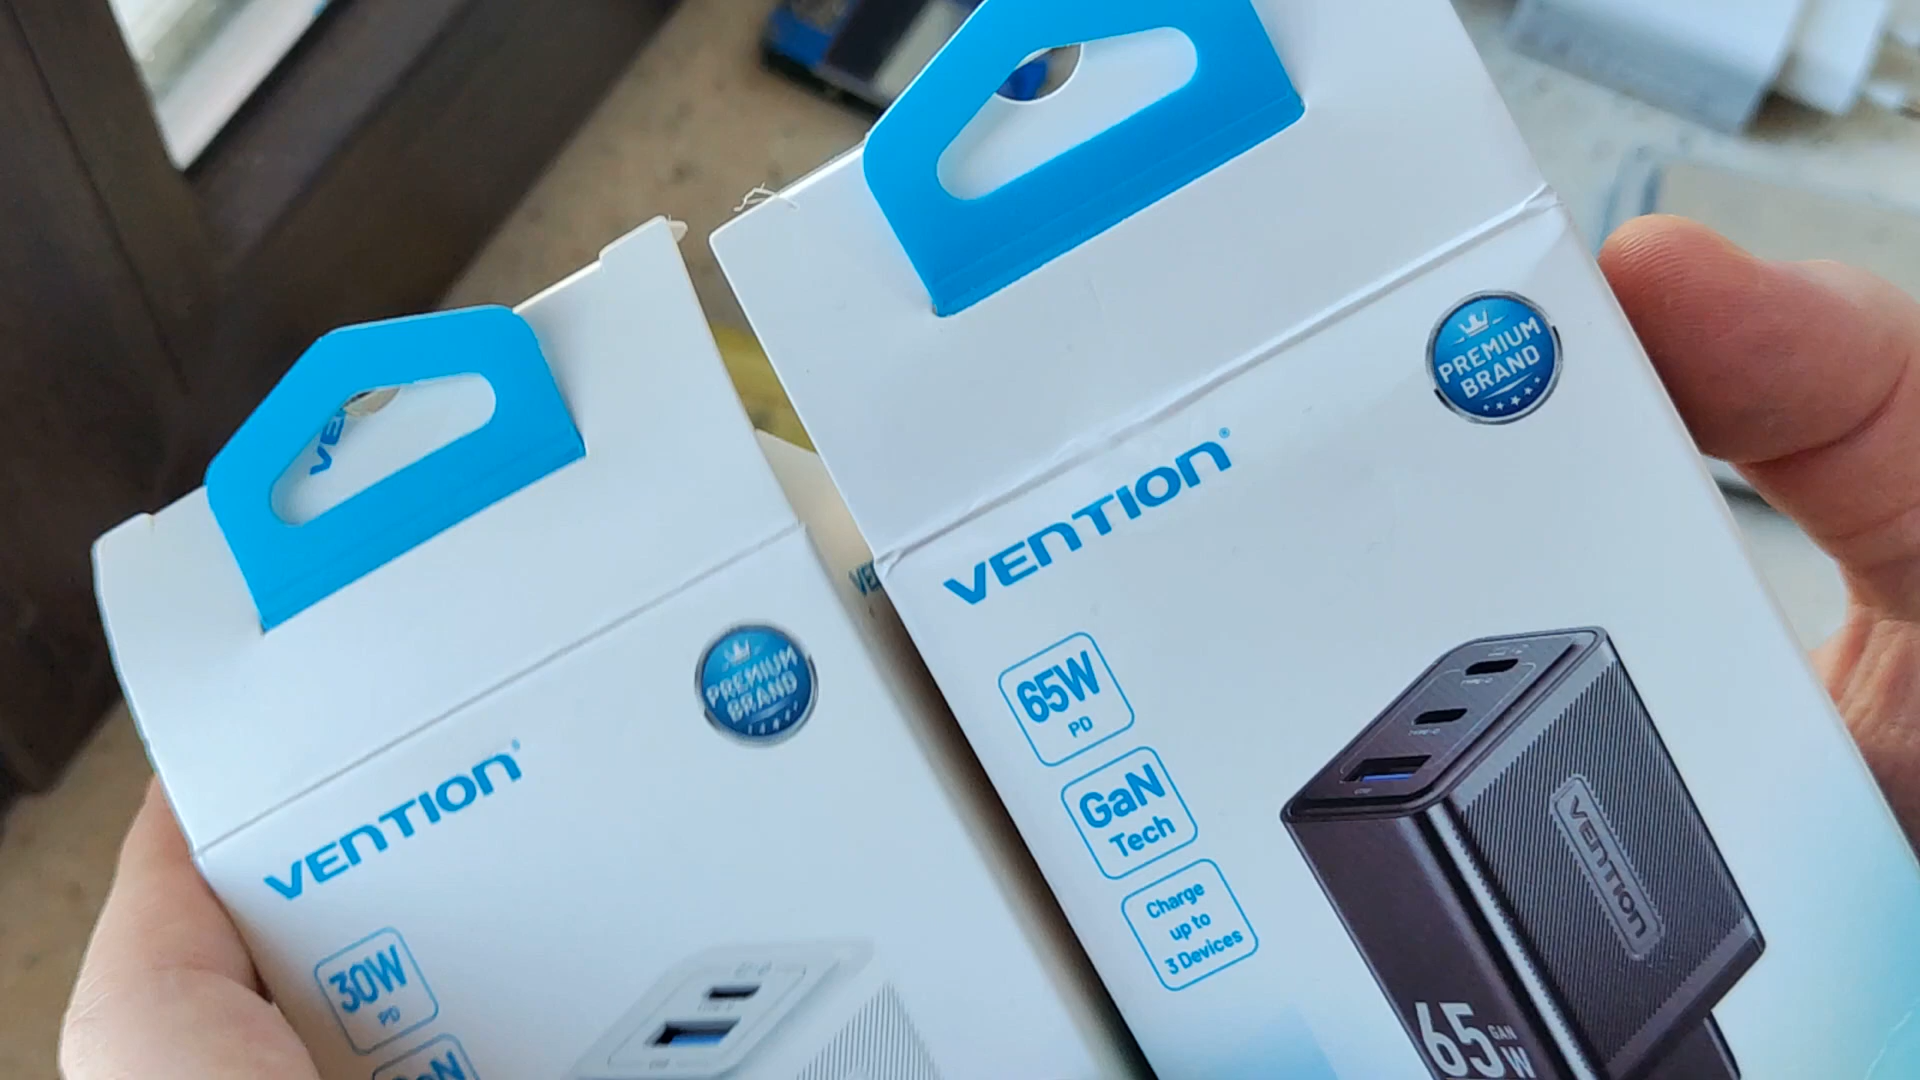 VENTION
PREMIUM
BRAND
30W
PD
VENTION
PREMIUM
BRAND
65W
PD
GaN
Tech
Charge
up to
3 Devices
VENTION
65
GAN
W